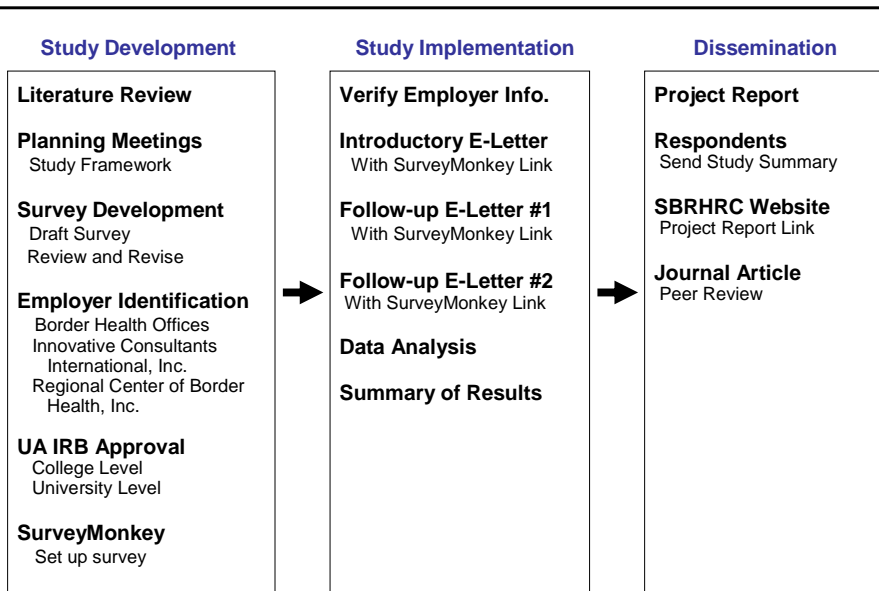 Study Development
Literature Review
Planning Meetings
Study Framework
Survey Development
Draft Survey
Review and Revise
Employer Identification
Border Health Offices
Innovative Consultants
International, Inc.
Regional Center of Border
Health, Inc.
UA IRB Approval
College Level
University Level
SurveyMonkey
Set up survey
Study Implementation
Verify Employer Info.
Introductory E-Letter
With SurveyMonkey Link
Follow-up E-Letter #1
With SurveyMonkey Link
Follow-up E-Letter #2
With SurveyMonkey Link
Data Analysis
Summary of Results
Dissemination
Project Report
Respondents
Send Study Summary
SBRHRC Website
Project Report Link
Journal Article
Peer Review